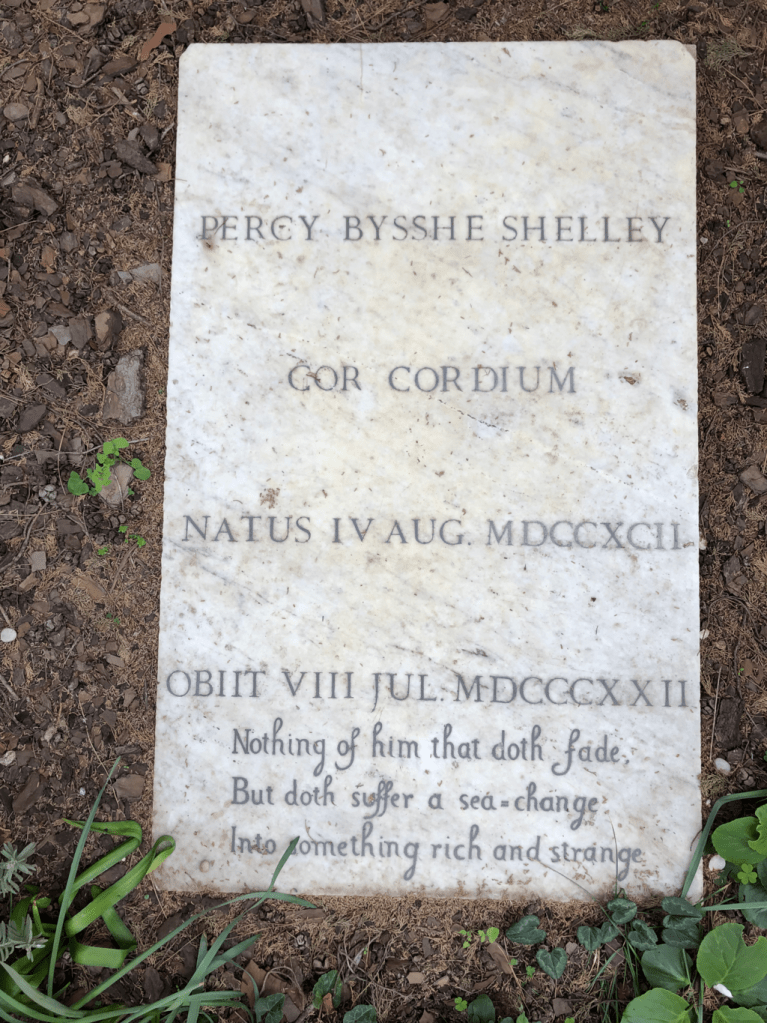 PERCY BYSSHE SHELLEY
COR CORDIUM
NATUS IV AUG. MDCCXCII.
OBIIT VIII JUL. MDCCCXXII
Nothing of him that doth fade,
But doth suffer a sea-change
Into something rich and strange